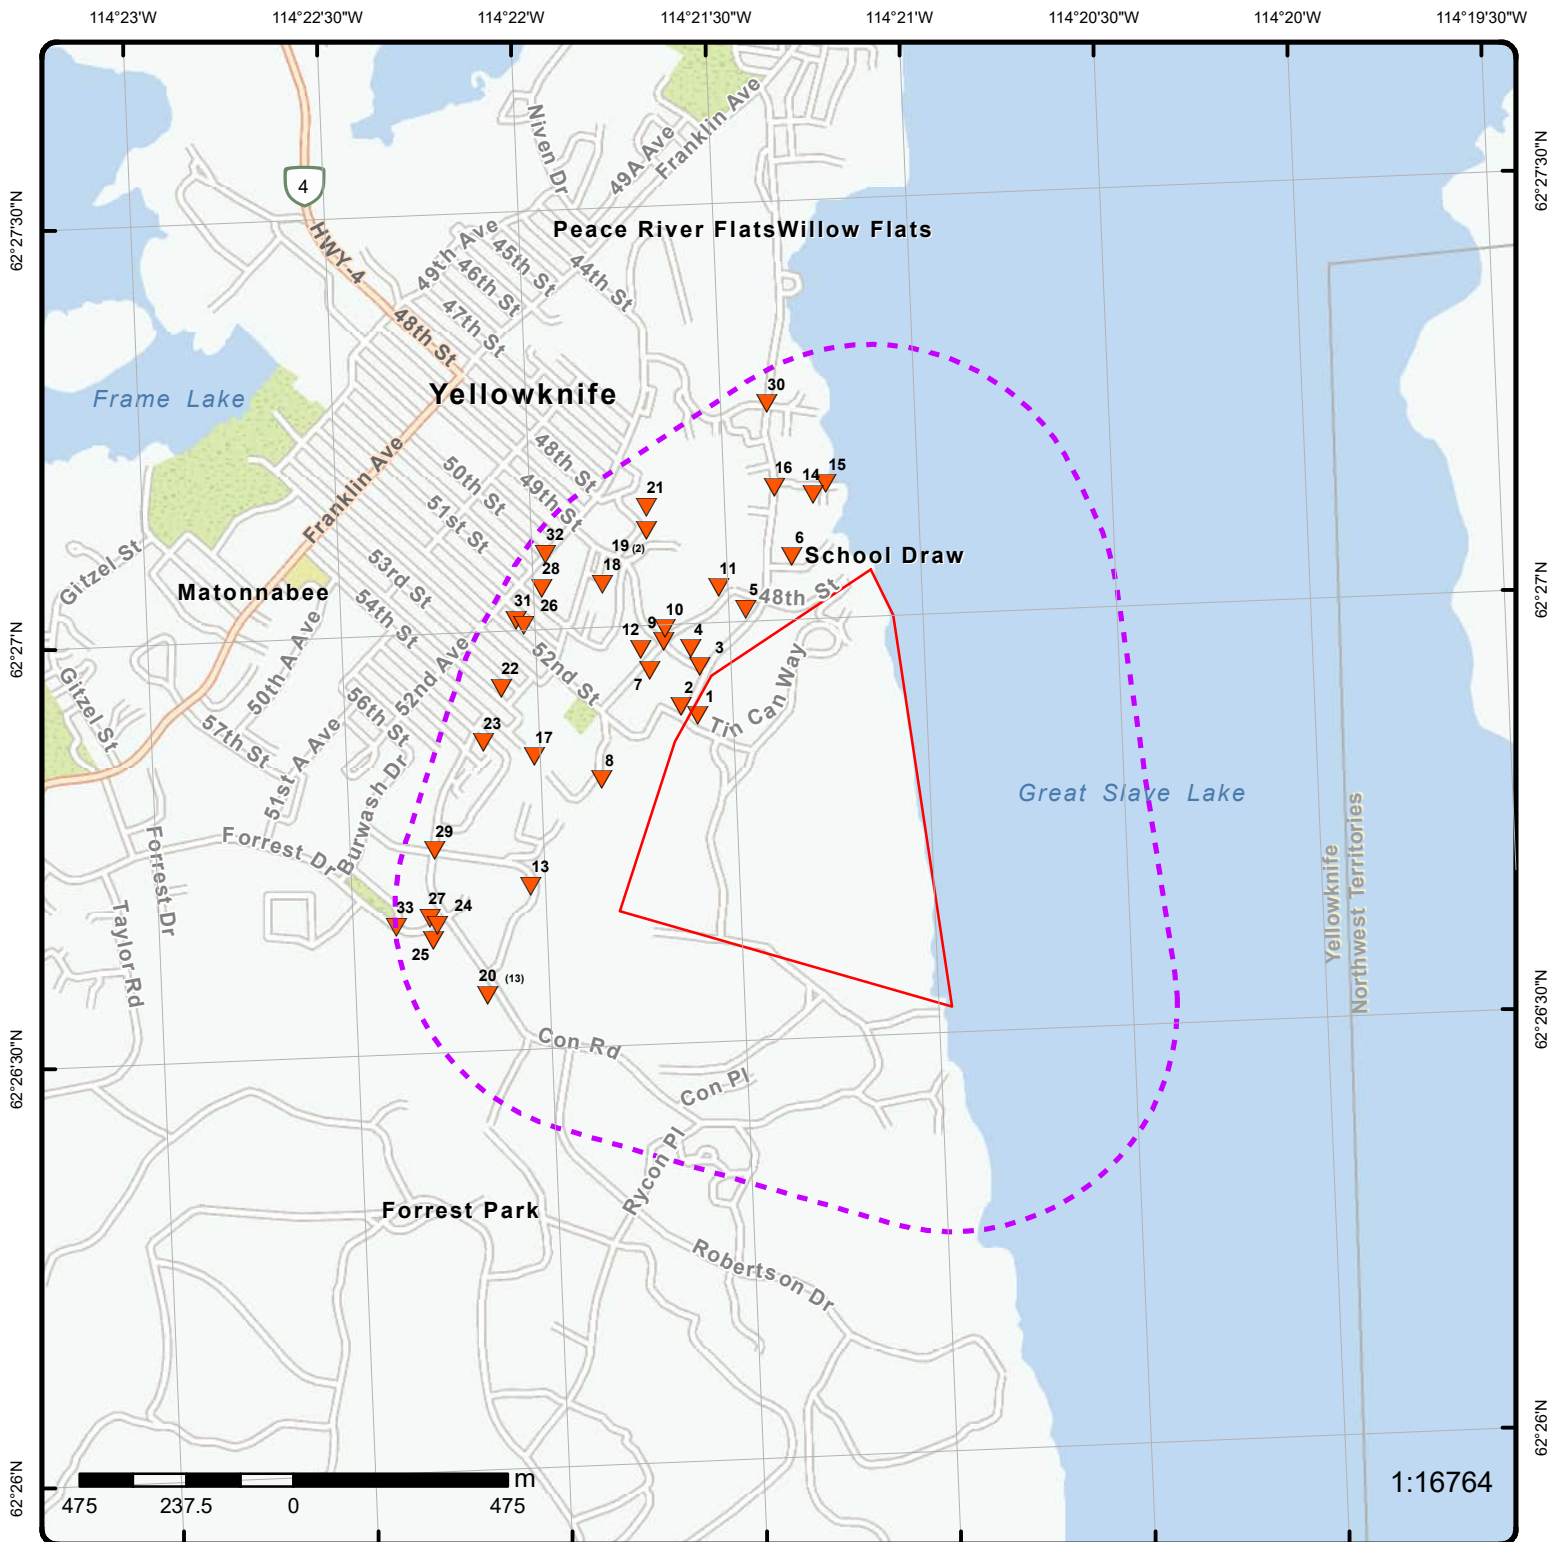 114°23'W
114°22'30"W
114°22'W
114°21'30"W
114°21'W
114°20'30"W
114°20'W
114°19'30"W
62°27'30"N
62°27'N
62°26'30"N
62°26'N
62°27'30"N
62°27'N
62°26'30"N
62°26'N
4
HWY-4
Niven Dr
49A Ave
Franklin Ave
Peace River Flats
Willow Flats
49th Ave
45th St
46th St
47th St
44th St
48th St
Yellowknife
Frame Lake
Franklin Ave
48th St
49th St
50th St
51st St
53rd St
54th St
52nd St
52nd Ave
56th St
57th St
50th A Ave
51st A Ave
Matonnabee
Gitzel St
Gitzel St
Burwash Dr
Forrest Dr
Forrest Dr
Taylor Rd
School Draw
48th St
Tin Can Way
Great Slave Lake
Yellowknife
Northwest Territories
Con Rd
Con Pl
Rycon Pl
Robertson Dr
Forrest Park
30
16
14
15
21
19 (2)
18
32
28
31
26
6
11
5
10
9
12
4
3
7
2
1
22
23
17
8
29
13
33
27
24
25
20 (13)
475
237.5
0
475
m
1:16764